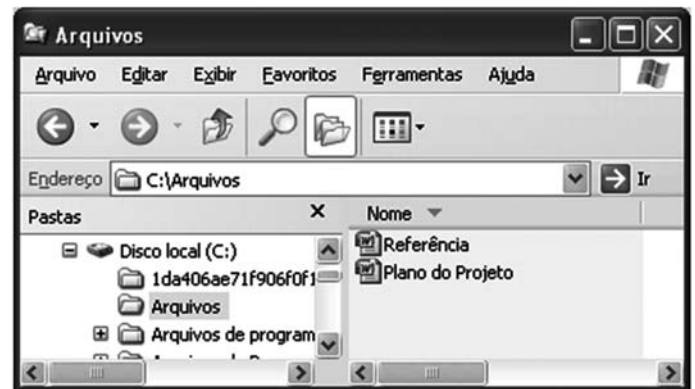 Arquivos
Arquivo Editar Exibir Favoritos Ferramentas Ajuda
Endereço C:\Arquivos Ir
Pastas
Nome
Disco local (C:)
1da406ae71f906f0f1
Arquivos
Arquivos de program
Referência
Plano do Projeto